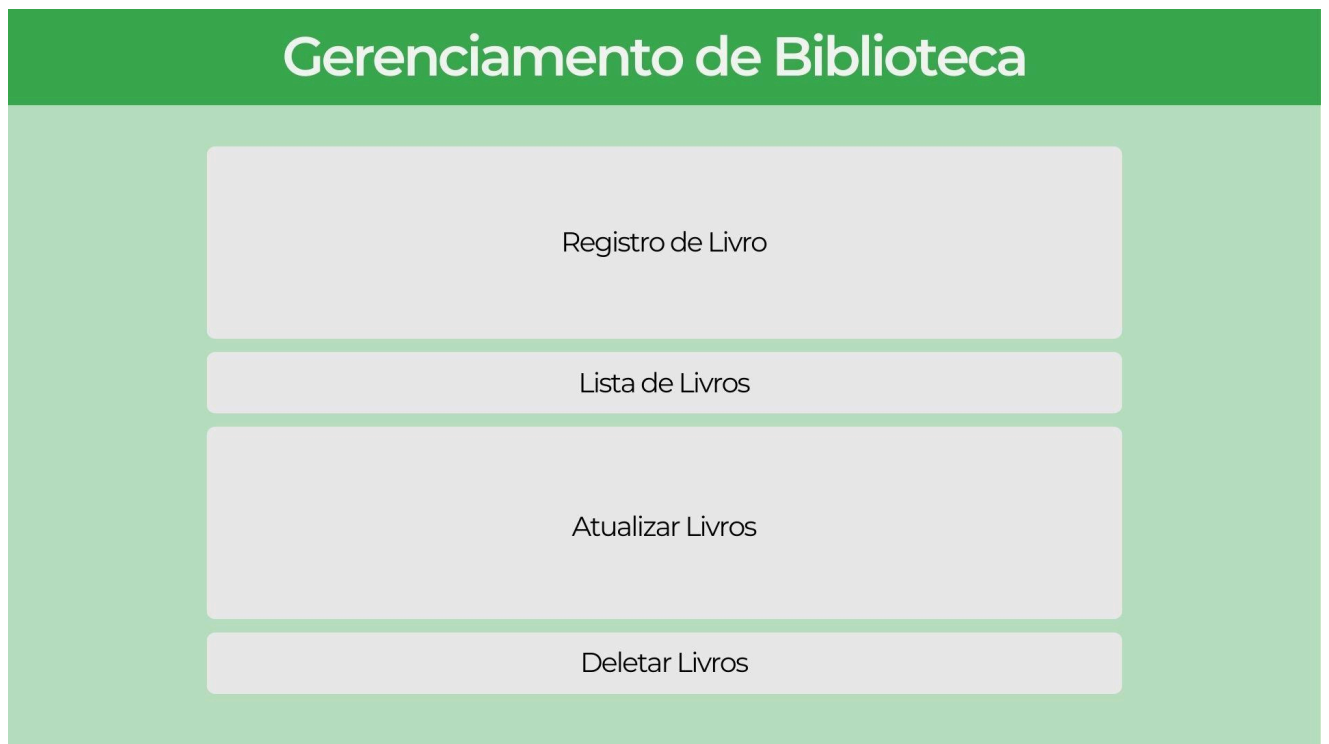 Gerenciamento de Biblioteca
Registro de Livro
Lista de Livros
Atualizar Livros
Deletar Livros